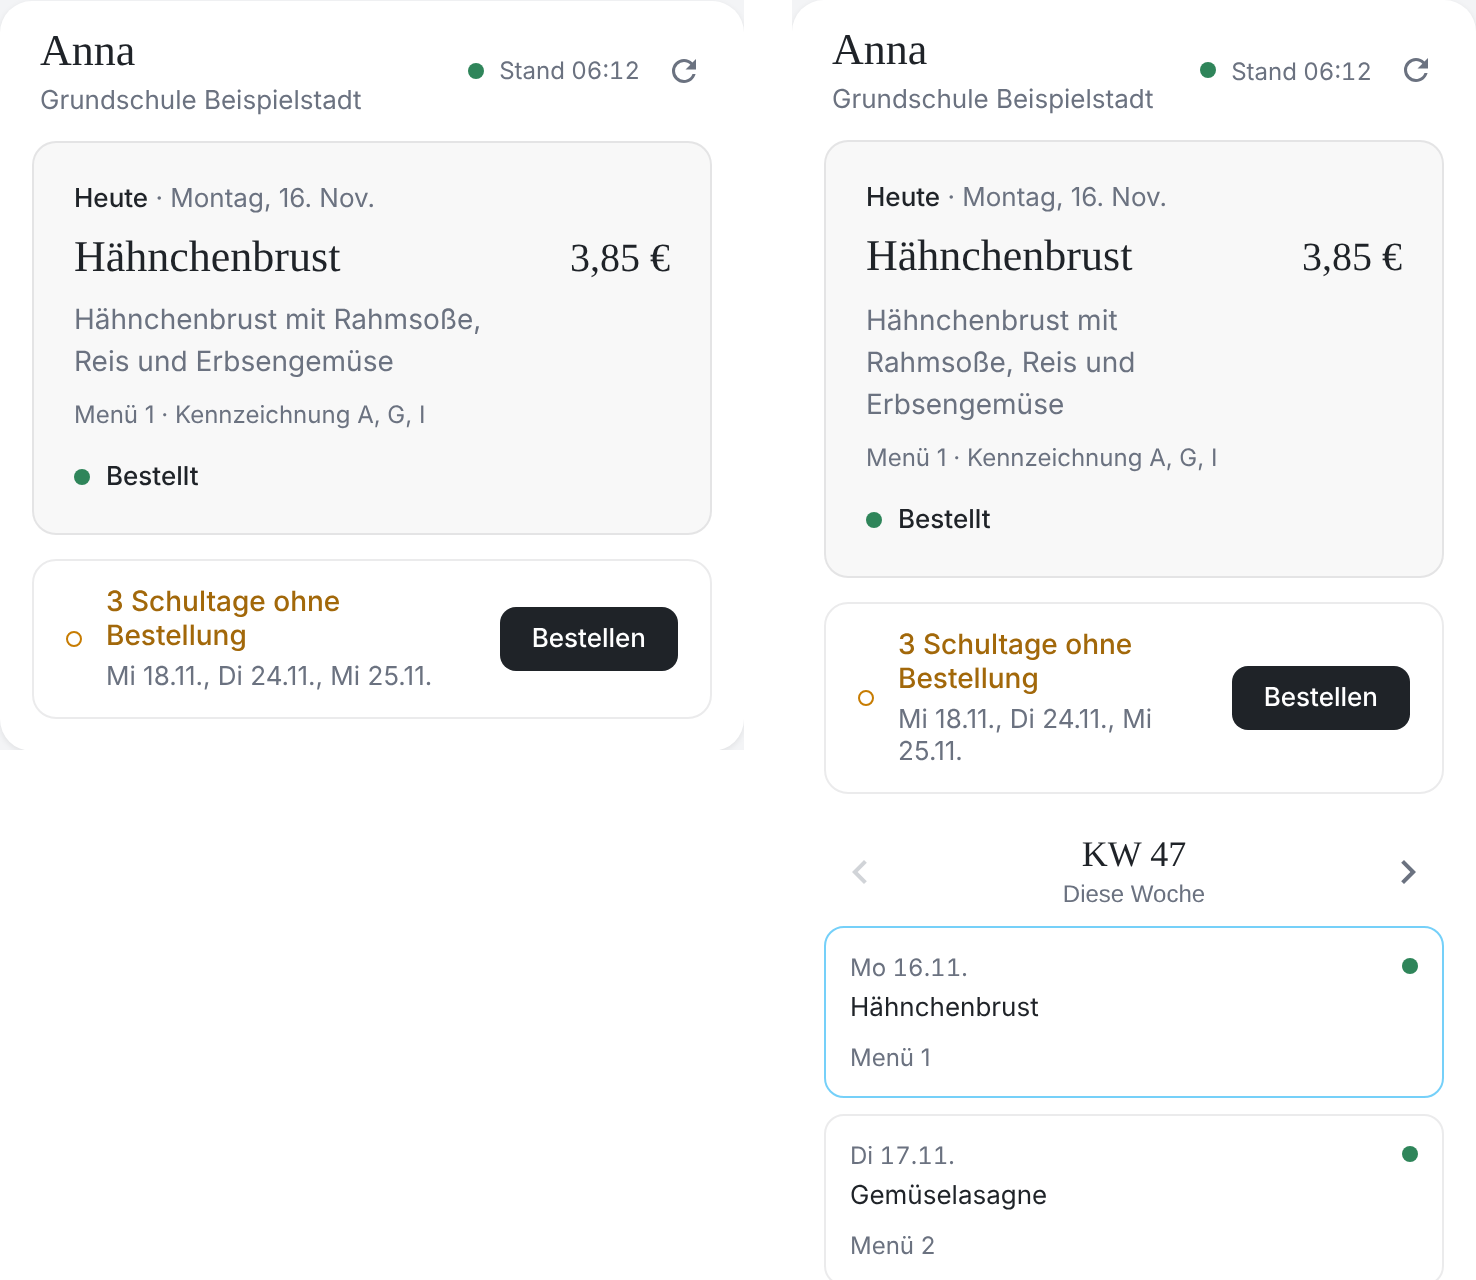 Anna
Grundschule Beispielstadt
Stand 06:12
Heute · Montag, 16. Nov.
Hähnchenbrust
3,85 €
Hähnchenbrust mit Rahmsoße,
Reis und Erbsengemüse
Menü 1 · Kennzeichnung A, G, I
Bestellt
3 Schultage ohne
Bestellung
Mi 18.11., Di 24.11., Mi 25.11.
Bestellen
Anna
Grundschule Beispielstadt
Stand 06:12
Heute · Montag, 16. Nov.
Hähnchenbrust
3,85 €
Hähnchenbrust mit
Rahmsoße, Reis und
Erbsengemüse
Menü 1 · Kennzeichnung A, G, I
Bestellt
3 Schultage ohne
Bestellung
Mi 18.11., Di 24.11., Mi
25.11.
Bestellen
KW 47
Diese Woche
Mo 16.11.
Hähnchenbrust
Menü 1
Di 17.11.
Gemüselasagne
Menü 2